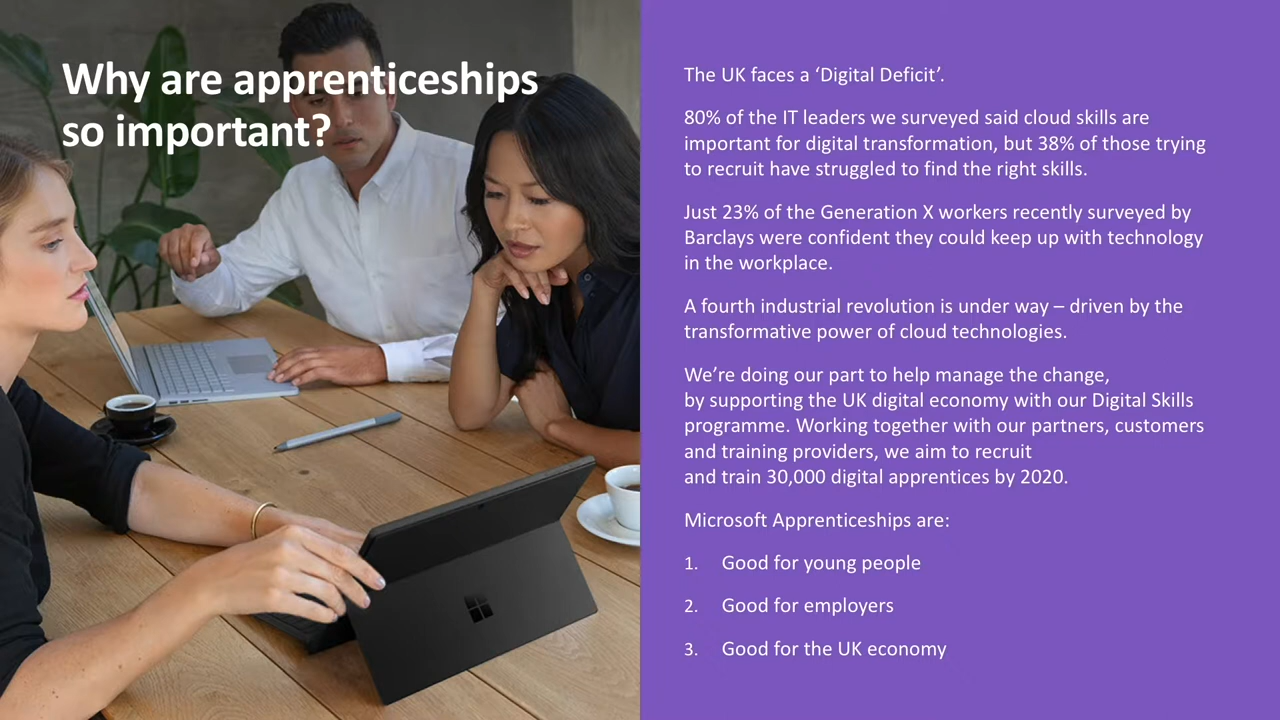 Why are apprenticeships
so important?
The UK faces a ‘Digital Deficit’.
80% of the IT leaders we surveyed said cloud skills are
important for digital transformation, but 38% of those trying
to recruit have struggled to find the right skills.
Just 23% of the Generation X workers recently surveyed by
Barclays were confident they could keep up with technology
in the workplace.
A fourth industrial revolution is under way – driven by the
transformative power of cloud technologies.
We’re doing our part to help manage the change,
by supporting the UK digital economy with our Digital Skills
programme. Working together with our partners, customers
and training providers, we aim to recruit
and train 30,000 digital apprentices by 2020.
Microsoft Apprenticeships are:
1. Good for young people
2. Good for employers
3. Good for the UK economy